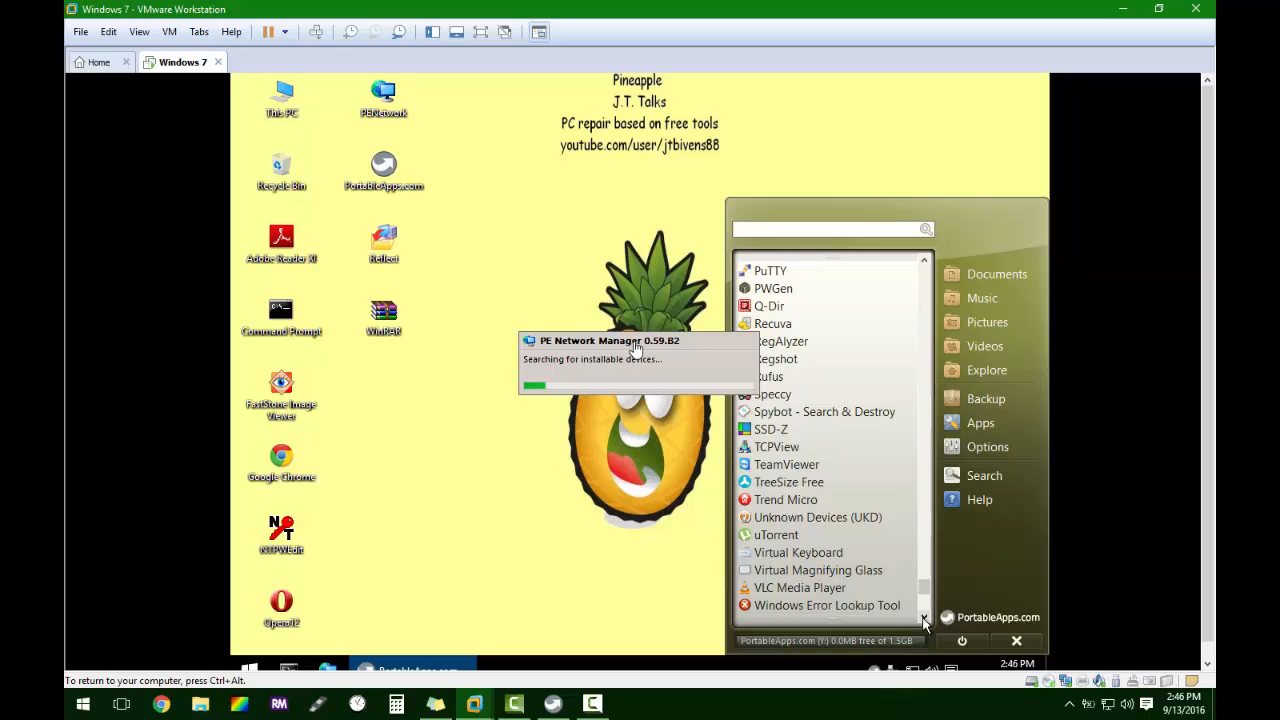 Windows 7 - VMware Workstation
File Edit View VM Tabs Help
Home Windows 7
Pineapple
J.T. Talks
PC repair based on free tools
youtube.com/user/jtbivens88
This PC PENetwork
Recycle Bin PortableApps.com
Adobe Reader XI Reflect
Command Prompt WinRAR
FastStone Image
Viewer
Google Chrome
NTPWEdit
Opera12
PE Network Manager 0.59.B2
Searching for installable devices...
PuTTY
PWGen
Q-Dir
Recuva
RegAlyzer
Regshot
Rufus
Speccy
Spybot - Search & Destroy
SSD-Z
TCPView
TeamViewer
TreeSize Free
Trend Micro
Unknown Devices (UKD)
uTorrent
Virtual Keyboard
Virtual Magnifying Glass
VLC Media Player
Windows Error Lookup Tool
Documents
Music
Pictures
Videos
Explore
Backup
Apps
Options
Search
Help
PortableApps.com
PortableApps.com (Y:) 0.0MB free of 1.5GB
PortableApps.com
2:46 PM
To return to your computer, press Ctrl+Alt.
RM
2:46 PM
9/13/2016